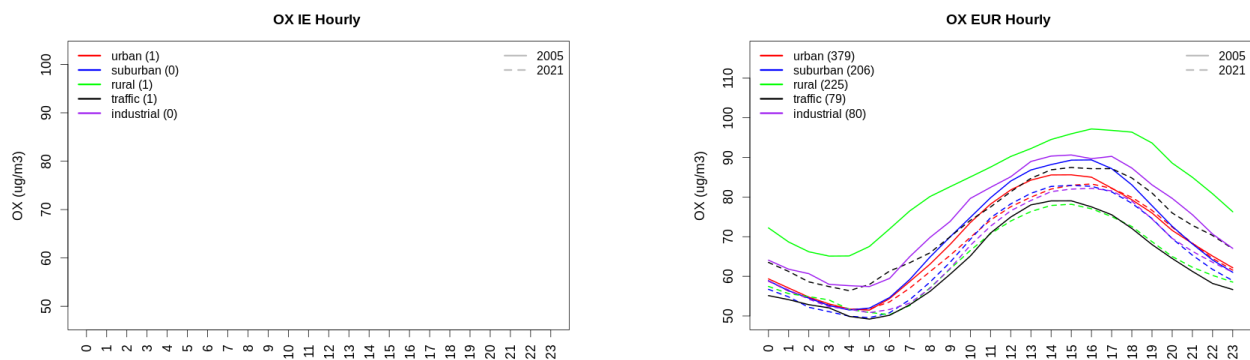 OX IE Hourly
urban (1)
suburban (0)
rural (1)
traffic (1)
industrial (0)
2005
2021
OX (ug/m3)
100
90
80
70
60
50
0 1 2 3 4 5 6 7 8 9 10 11 12 13 14 15 16 17 18 19 20 21 22 23
OX EUR Hourly
urban (379)
suburban (206)
rural (225)
traffic (79)
industrial (80)
2005
2021
OX (ug/m3)
110
100
90
80
70
60
50
0 1 2 3 4 5 6 7 8 9 10 11 12 13 14 15 16 17 18 19 20 21 22 23